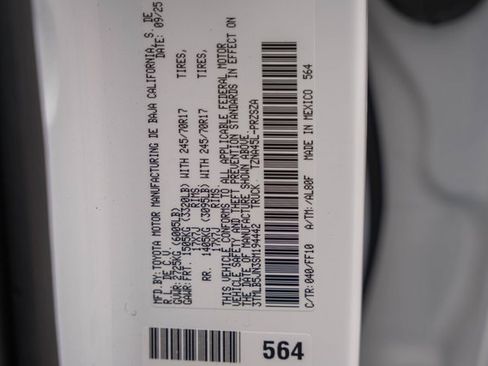 MFD.BY:TOYOTA MOTOR MANUFACTURING DE BAJA CALIFORNIA, S. DE
R.L. DE C.V. DATE: 09/25
GVWR: 2725KG (6005LB)
GAWR: FRT. 1505KG (3320LB) WITH 245/70R17 TIRES,
17X7J RIMS,
RR. 1405KG (3095LB) WITH 245/70R17 TIRES,
17X7J RIMS,
THIS VEHICLE CONFORMS TO ALL APPLICABLE FEDERAL MOTOR
VEHICLE SAFETY AND THEFT PREVENTION STANDARDS IN EFFECT ON
THE DATE OF MANUFACTURE SHOWN ABOVE.
3TMLB5JN3SM194442 TRUCK TZNA45L-PRZSZA
C/TR: 040/FF10 A/TM: /AL80F MADE IN MEXICO 564
564